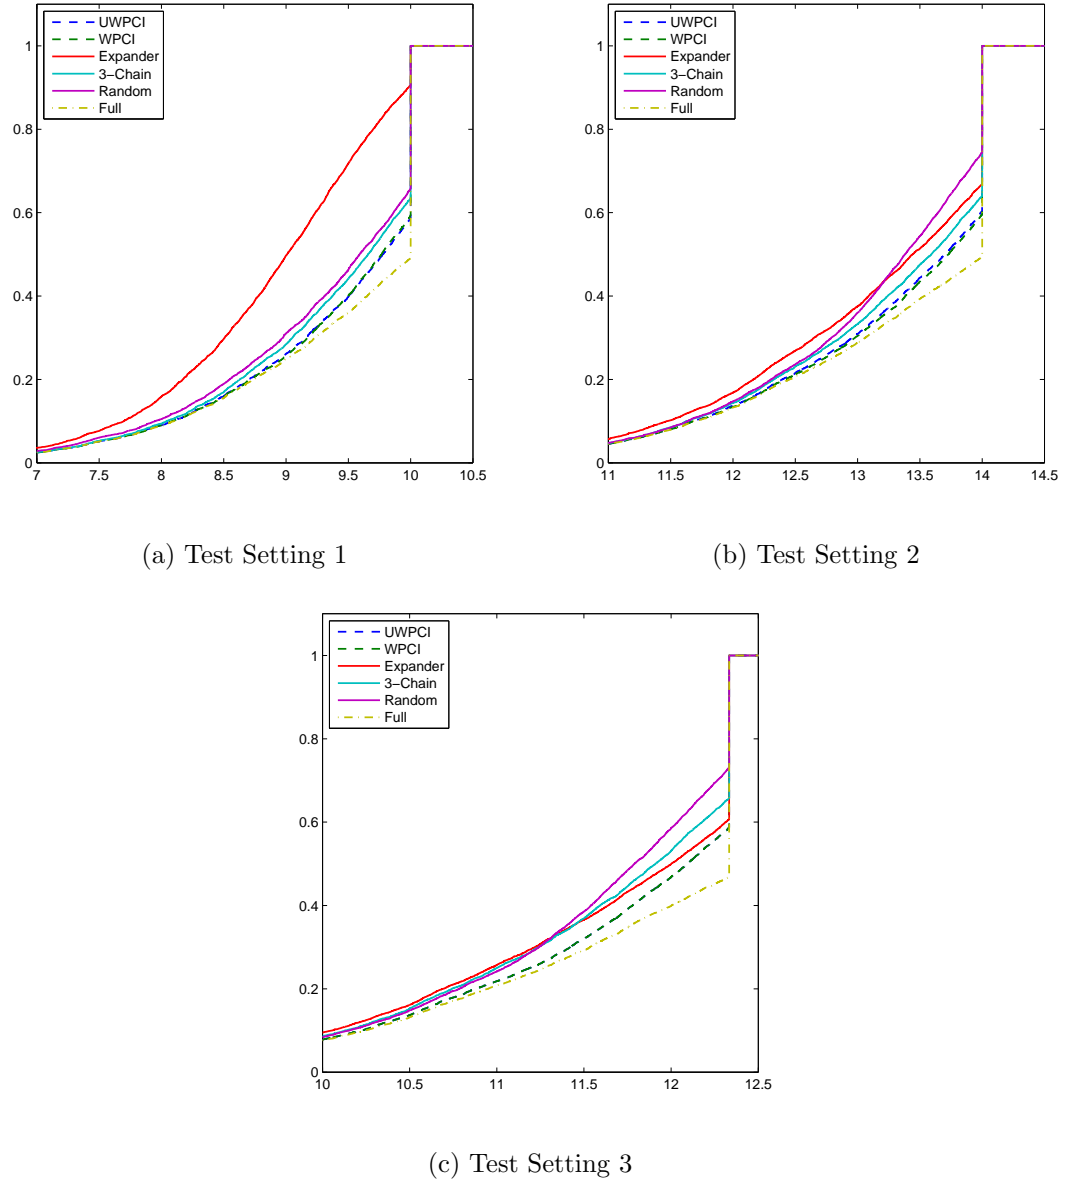 UWPCI
WPCI
Expander
3−Chain
Random
Full
1
0.8
0.6
0.4
0.2
0
7 7.5 8 8.5 9 9.5 10 10.5
(a) Test Setting 1
UWPCI
WPCI
Expander
3−Chain
Random
Full
1
0.8
0.6
0.4
0.2
0
11 11.5 12 12.5 13 13.5 14 14.5
(b) Test Setting 2
UWPCI
WPCI
Expander
3−Chain
Random
Full
1
0.8
0.6
0.4
0.2
0
10 10.5 11 11.5 12 12.5
(c) Test Setting 3